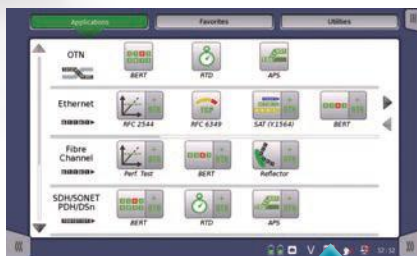 Applications Favorites Utilities
OTN
BERT RTD APS
Ethernet
RFC 2544 RFC 6349 SAT (Y.1564) BERT
Fibre
Channel
Perf. Test BERT Reflector
SDH/SONET
PDH/DSn
BERT RTD APS